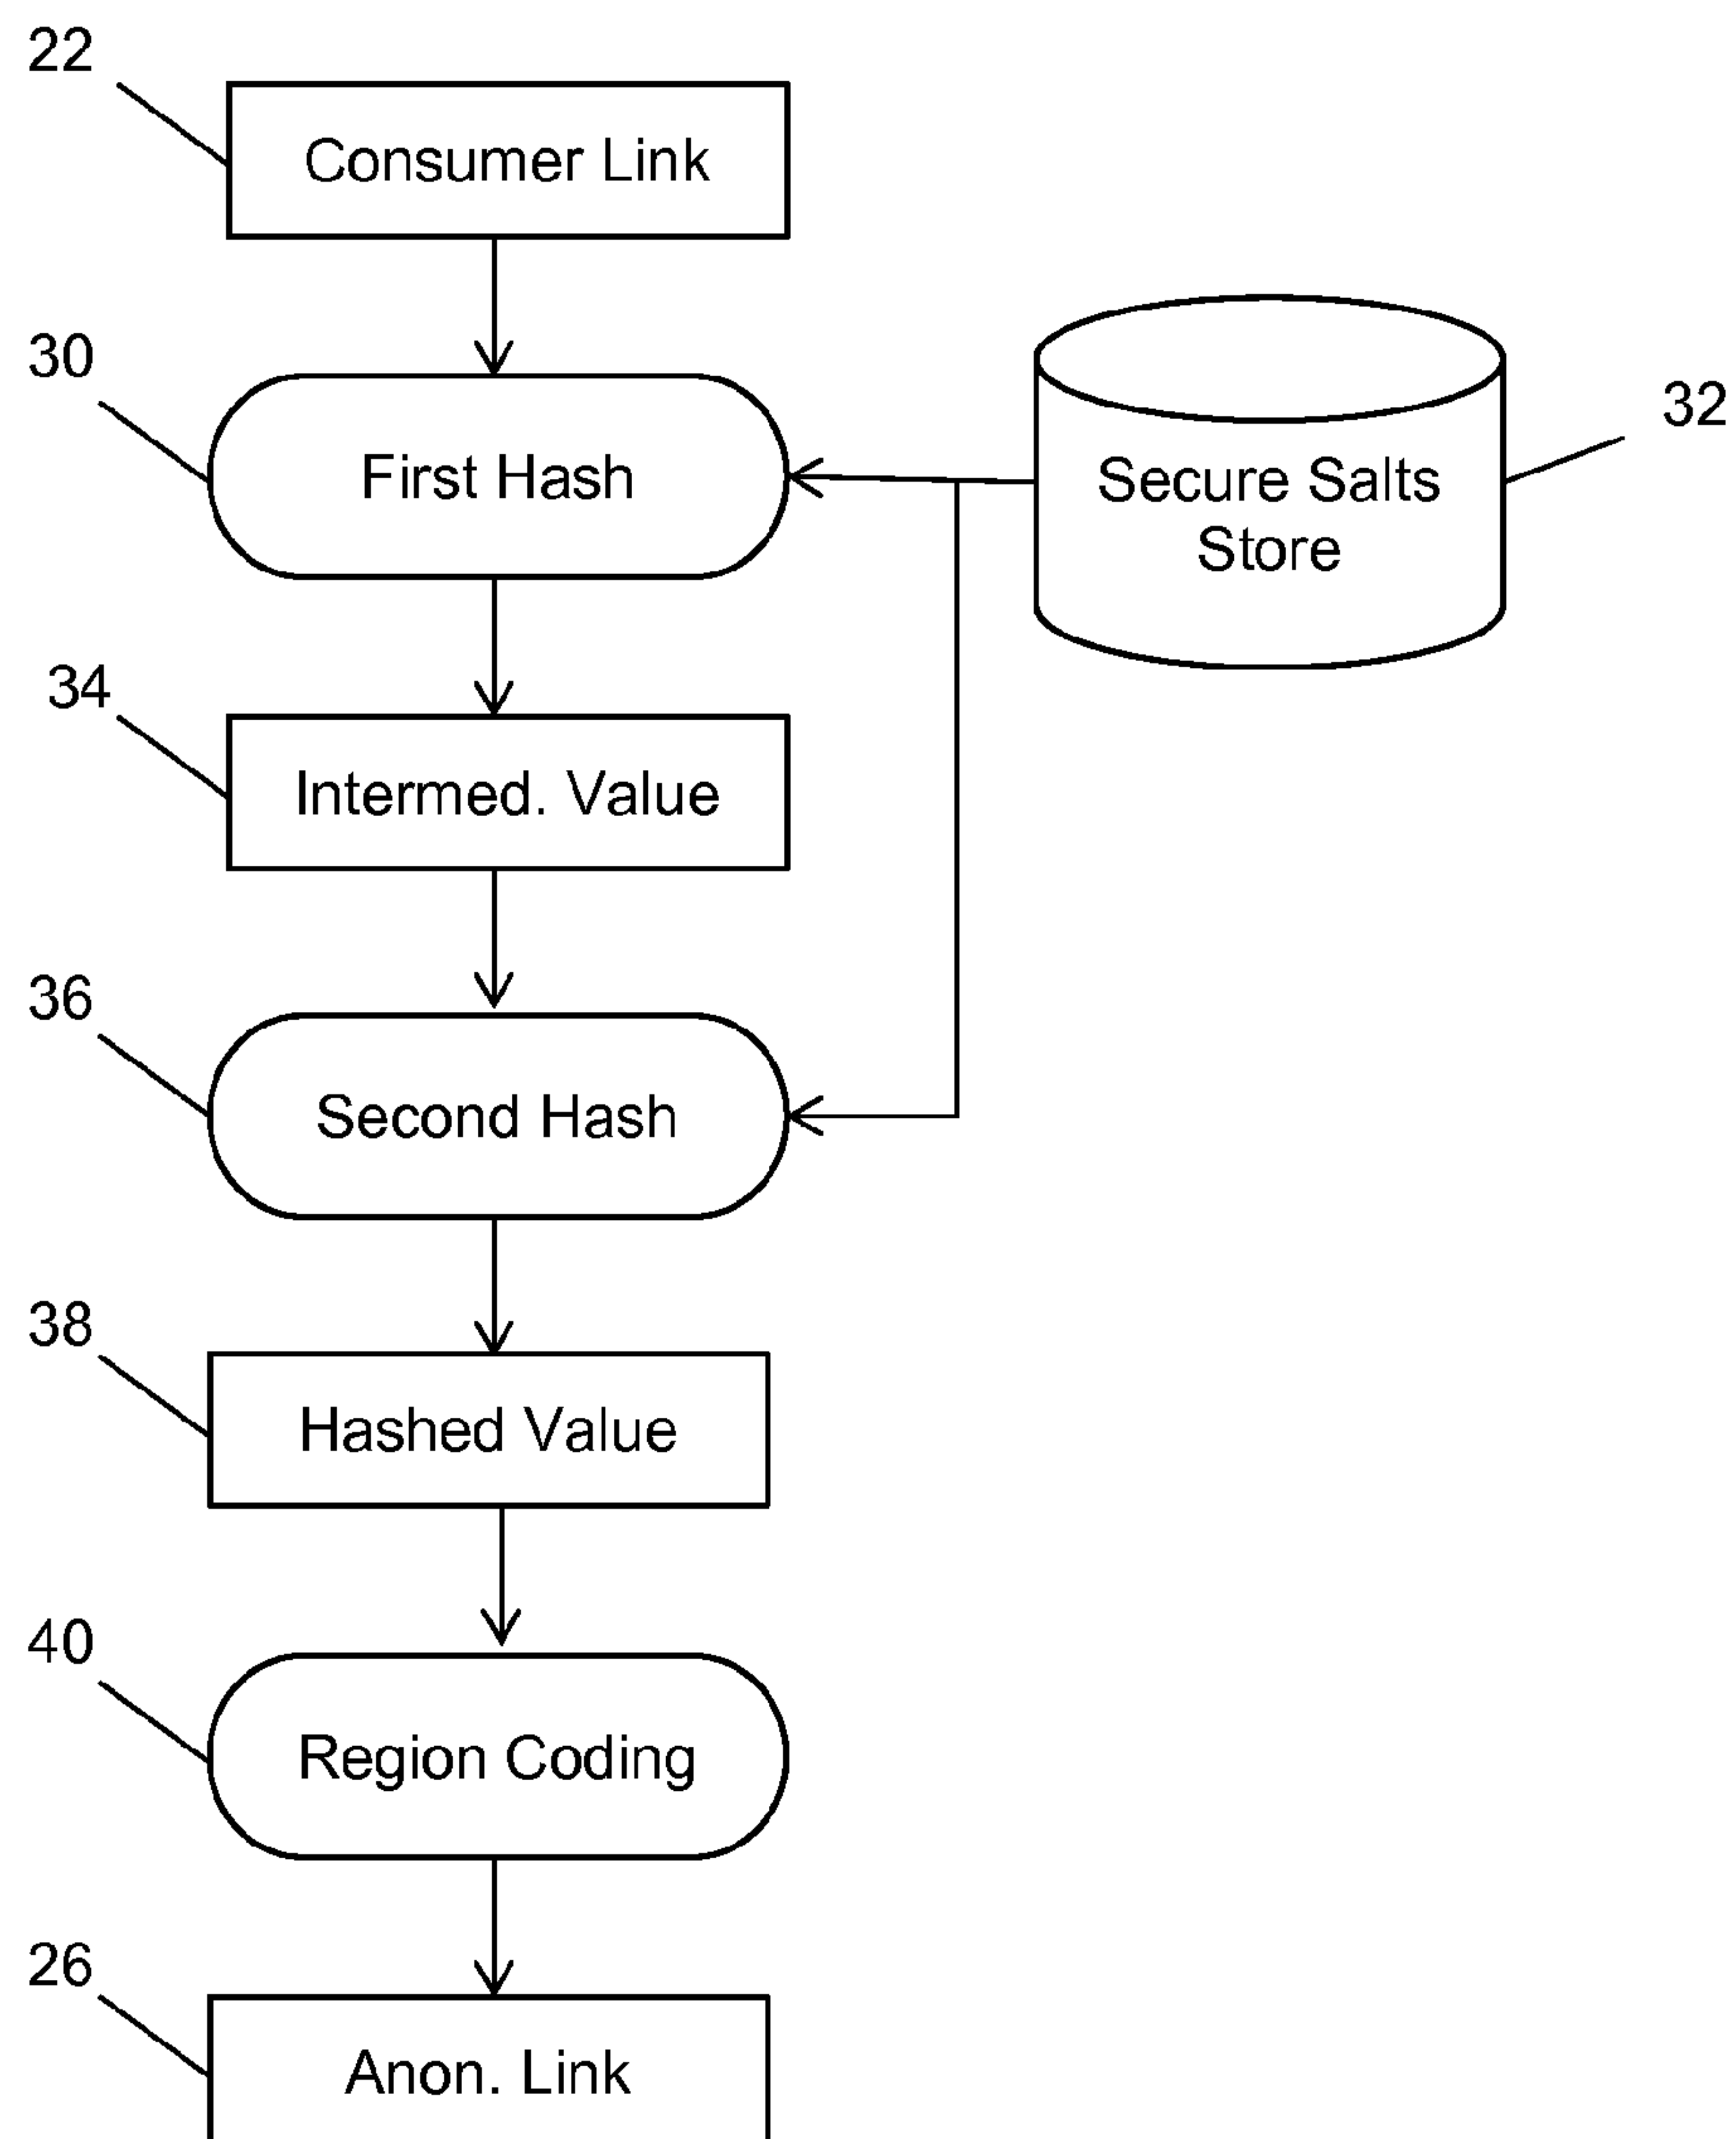 22
Consumer Link
30
First Hash
32
Secure Salts
Store
34
Intermed. Value
36
Second Hash
38
Hashed Value
40
Region Coding
26
Anon. Link